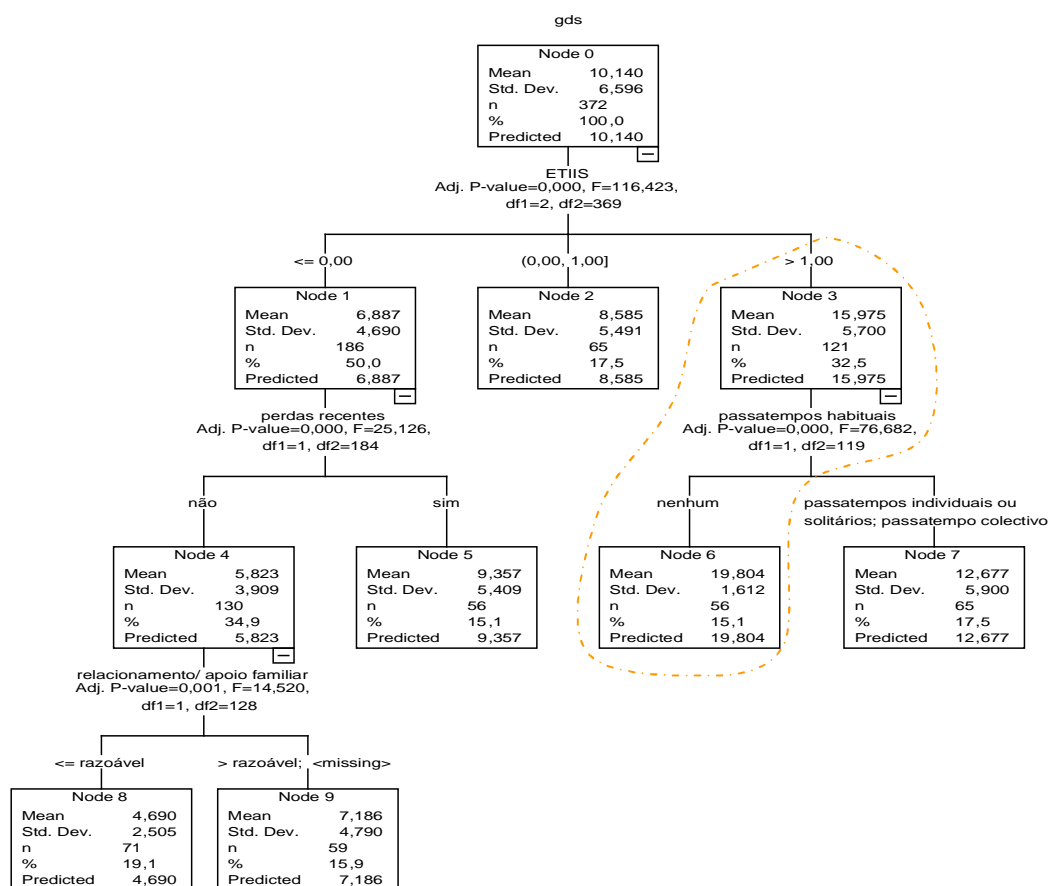 gds
Node 0
Mean 10,140
Std. Dev. 6,596
n 372
% 100,0
Predicted 10,140
ETIIS
Adj. P-value=0,000, F=116,423,
df1=2, df2=369
<= 0,00
(0,00, 1,00]
> 1,00
Node 1
Mean 6,887
Std. Dev. 4,690
n 186
% 50,0
Predicted 6,887
Node 2
Mean 8,585
Std. Dev. 5,491
n 65
% 17,5
Predicted 8,585
Node 3
Mean 15,975
Std. Dev. 5,700
n 121
% 32,5
Predicted 15,975
perdas recentes
Adj. P-value=0,000, F=25,126,
df1=1, df2=184
passatempos habituais
Adj. P-value=0,000, F=76,682,
df1=1, df2=119
não
sim
nenhum
passatempos individuais ou
solitários; passatempo colectivo
Node 4
Mean 5,823
Std. Dev. 3,909
n 130
% 34,9
Predicted 5,823
Node 5
Mean 9,357
Std. Dev. 5,409
n 56
% 15,1
Predicted 9,357
Node 6
Mean 19,804
Std. Dev. 1,612
n 56
% 15,1
Predicted 19,804
Node 7
Mean 12,677
Std. Dev. 5,900
n 65
% 17,5
Predicted 12,677
relacionamento/ apoio familiar
Adj. P-value=0,001, F=14,520,
df1=1, df2=128
<= razoável
> razoável; <missing>
Node 8
Mean 4,690
Std. Dev. 2,505
n 71
% 19,1
Predicted 4,690
Node 9
Mean 7,186
Std. Dev. 4,790
n 59
% 15,9
Predicted 7,186